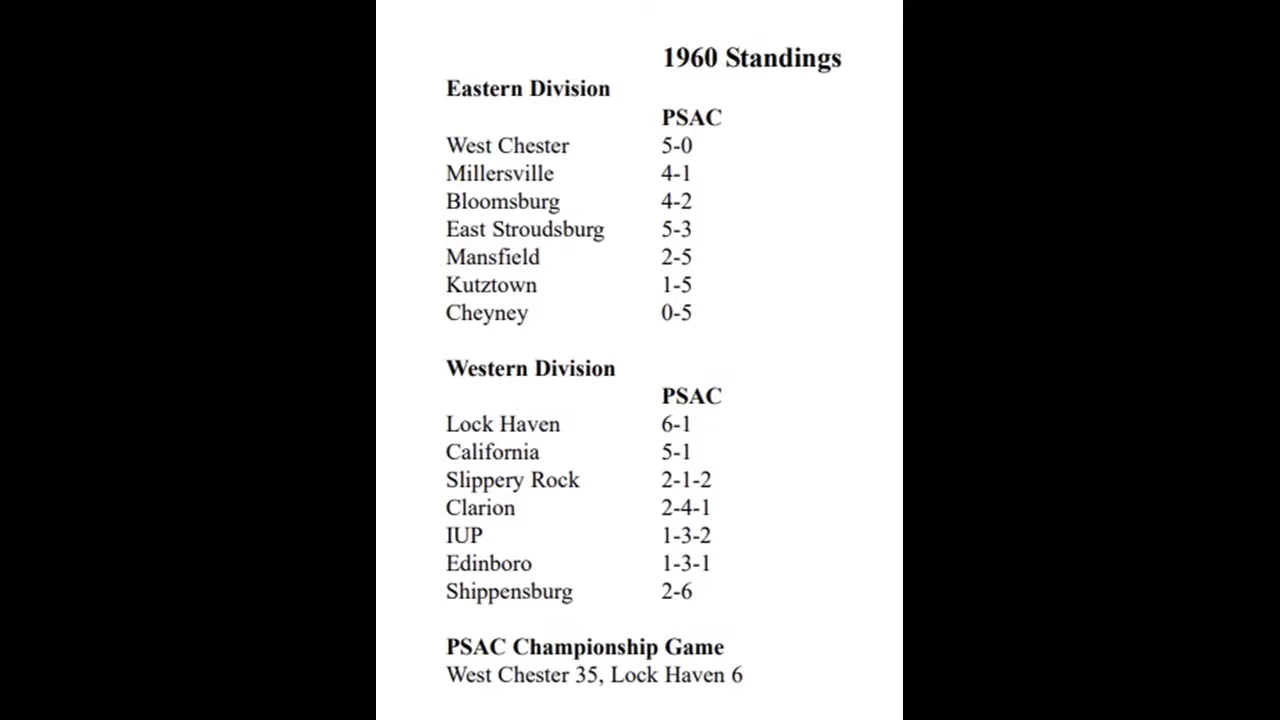 1960 Standings
Eastern Division
PSAC
West Chester 5-0
Millersville 4-1
Bloomsburg 4-2
East Stroudsburg 5-3
Mansfield 2-5
Kutztown 1-5
Cheyney 0-5
Western Division
PSAC
Lock Haven 6-1
California 5-1
Slippery Rock 2-1-2
Clarion 2-4-1
IUP 1-3-2
Edinboro 1-3-1
Shippensburg 2-6
PSAC Championship Game
West Chester 35, Lock Haven 6